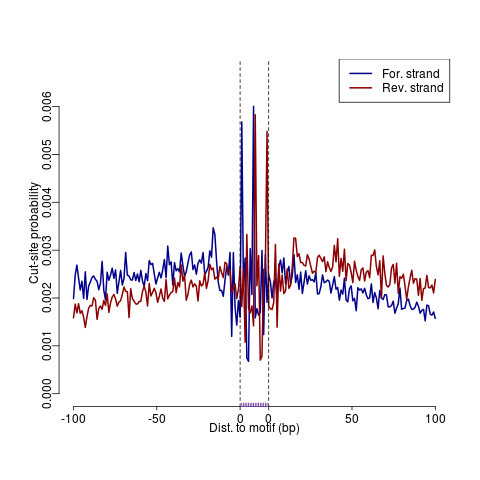 For. strand
Rev. strand
0.006
0.005
0.004
0.003
0.002
0.001
0.000
Cut-site probability
-100 -50 0 0 50 100
Dist. to motif (bp)